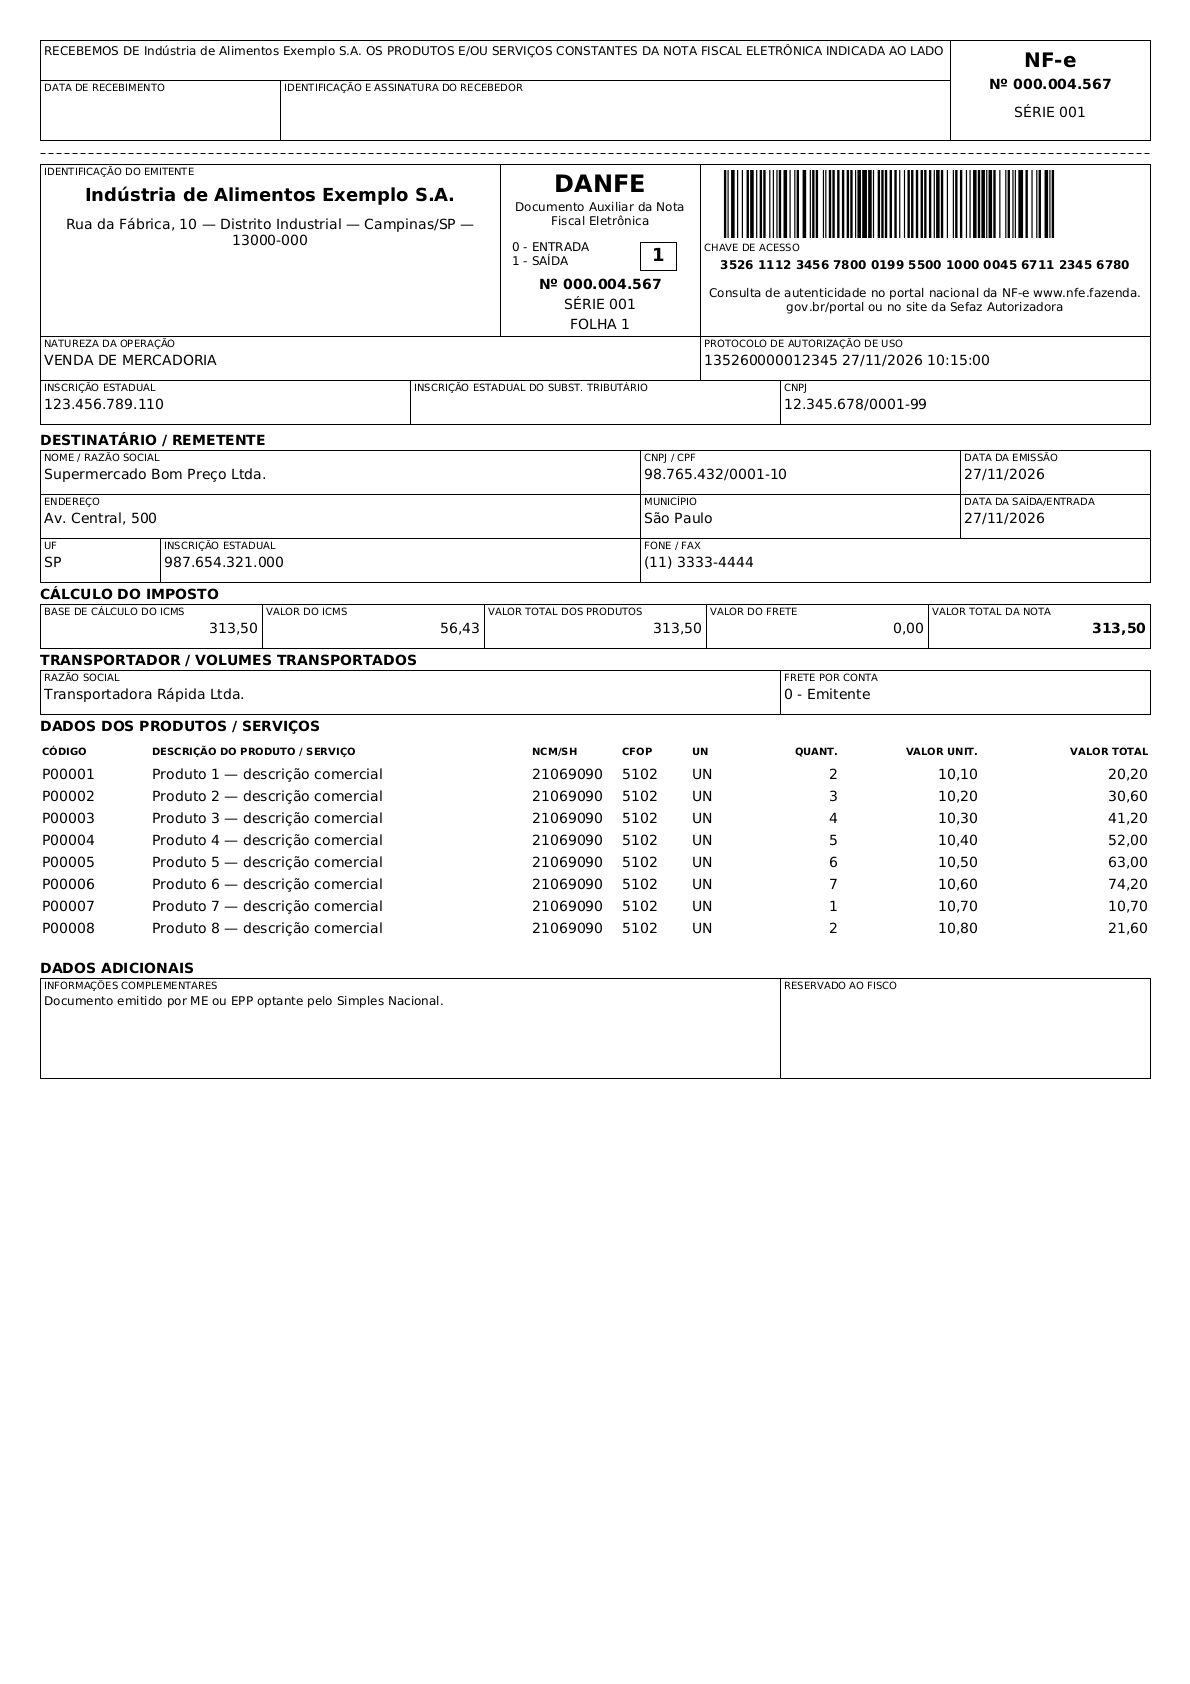 RECEBEMOS DE Indústria de Alimentos Exemplo S.A. OS PRODUTOS E/OU SERVIÇOS CONSTANTES DA NOTA FISCAL ELETRÔNICA INDICADA AO LADO
DATA DE RECEBIMENTO
IDENTIFICAÇÃO E ASSINATURA DO RECEBEDOR
NF-e
Nº 000.004.567
SÉRIE 001
IDENTIFICAÇÃO DO EMITENTE
Indústria de Alimentos Exemplo S.A.
Rua da Fábrica, 10 — Distrito Industrial — Campinas/SP —
13000-000
DANFE
Documento Auxiliar da Nota
Fiscal Eletrônica
0 - ENTRADA
1 - SAÍDA
1
Nº 000.004.567
SÉRIE 001
FOLHA 1
CHAVE DE ACESSO
3526 1112 3456 7800 0199 5500 1000 0045 6711 2345 6780
Consulta de autenticidade no portal nacional da NF-e www.nfe.fazenda.
gov.br/portal ou no site da Sefaz Autorizadora
NATUREZA DA OPERAÇÃO
VENDA DE MERCADORIA
PROTOCOLO DE AUTORIZAÇÃO DE USO
135260000012345 27/11/2026 10:15:00
INSCRIÇÃO ESTADUAL
123.456.789.110
INSCRIÇÃO ESTADUAL DO SUBST. TRIBUTÁRIO
CNPJ
12.345.678/0001-99
DESTINATÁRIO / REMETENTE
NOME / RAZÃO SOCIAL
Supermercado Bom Preço Ltda.
CNPJ / CPF
98.765.432/0001-10
DATA DA EMISSÃO
27/11/2026
ENDEREÇO
Av. Central, 500
MUNICÍPIO
São Paulo
DATA DA SAÍDA/ENTRADA
27/11/2026
UF
SP
INSCRIÇÃO ESTADUAL
987.654.321.000
FONE / FAX
(11) 3333-4444
CÁLCULO DO IMPOSTO
BASE DE CÁLCULO DO ICMS
313,50
VALOR DO ICMS
56,43
VALOR TOTAL DOS PRODUTOS
313,50
VALOR DO FRETE
0,00
VALOR TOTAL DA NOTA
313,50
TRANSPORTADOR / VOLUMES TRANSPORTADOS
RAZÃO SOCIAL
Transportadora Rápida Ltda.
FRETE POR CONTA
0 - Emitente
DADOS DOS PRODUTOS / SERVIÇOS
CÓDIGO DESCRIÇÃO DO PRODUTO / SERVIÇO NCM/SH CFOP UN QUANT. VALOR UNIT. VALOR TOTAL
P00001 Produto 1 — descrição comercial 21069090 5102 UN 2 10,10 20,20
P00002 Produto 2 — descrição comercial 21069090 5102 UN 3 10,20 30,60
P00003 Produto 3 — descrição comercial 21069090 5102 UN 4 10,30 41,20
P00004 Produto 4 — descrição comercial 21069090 5102 UN 5 10,40 52,00
P00005 Produto 5 — descrição comercial 21069090 5102 UN 6 10,50 63,00
P00006 Produto 6 — descrição comercial 21069090 5102 UN 7 10,60 74,20
P00007 Produto 7 — descrição comercial 21069090 5102 UN 1 10,70 10,70
P00008 Produto 8 — descrição comercial 21069090 5102 UN 2 10,80 21,60
DADOS ADICIONAIS
INFORMAÇÕES COMPLEMENTARES
Documento emitido por ME ou EPP optante pelo Simples Nacional.
RESERVADO AO FISCO